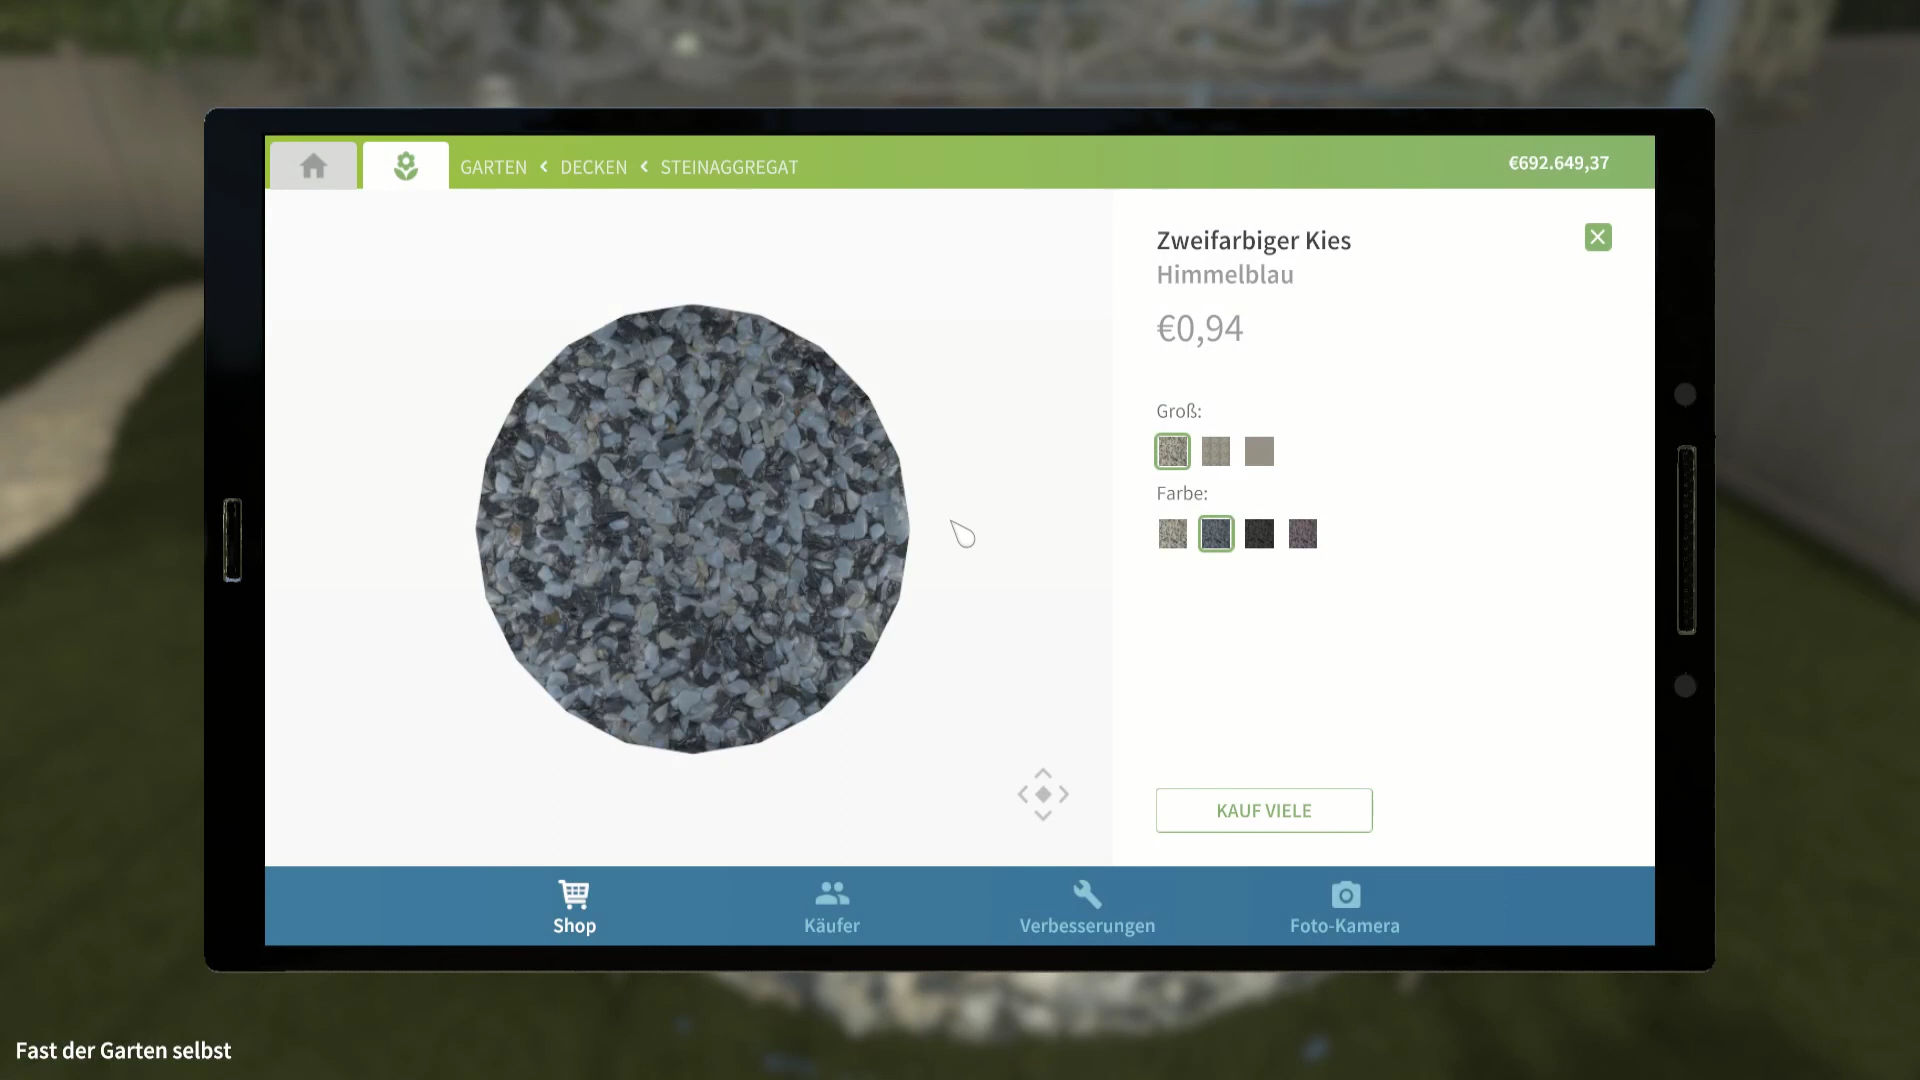 GARTEN < DECKEN < STEINAGGREGAT
€692.649,37
Zweifarbiger Kies
Himmelblau
€0,94
Groß:
Farbe:
KAUF VIELE
Shop
Käufer
Verbesserungen
Foto-Kamera
Fast der Garten selbst